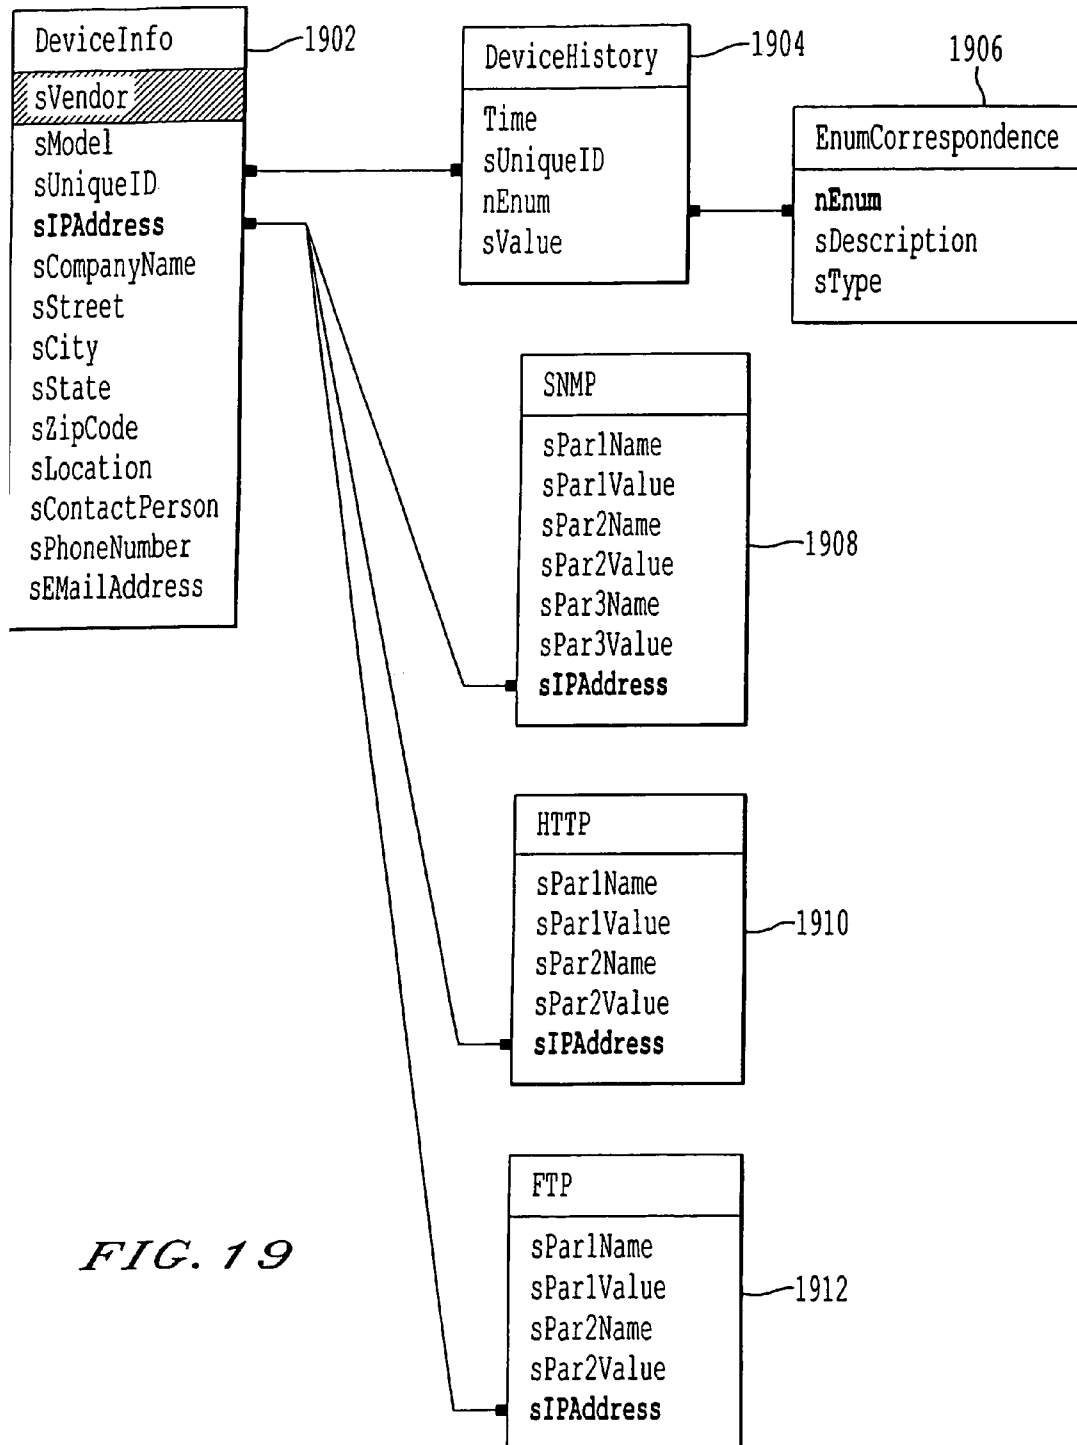 DeviceInfo
1902
sVendor
sModel
sUniqueID
sIPAddress
sCompanyName
sStreet
sCity
sState
sZipCode
sLocation
sContactPerson
sPhoneNumber
sEMailAddress
DeviceHistory
1904
Time
sUniqueID
nEnum
sValue
1906
EnumCorrespondence
nEnum
sDescription
sType
SNMP
sPar1Name
sPar1Value
sPar2Name
sPar2Value
sPar3Name
sPar3Value
sIPAddress
1908
HTTP
sPar1Name
sPar1Value
sPar2Name
sPar2Value
sIPAddress
1910
FTP
sPar1Name
sPar1Value
sPar2Name
sPar2Value
sIPAddress
1912
FIG. 19